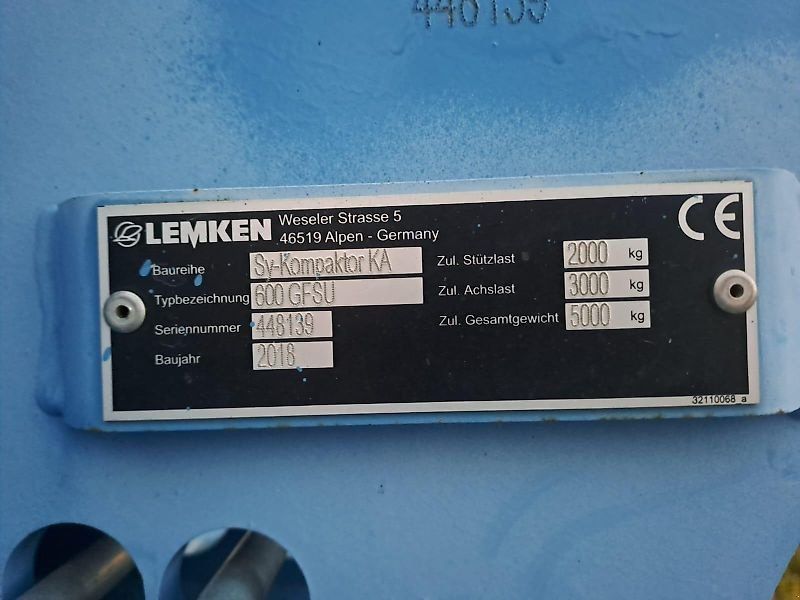 448139
LEMKEN
Weseler Strasse 5
46519 Alpen - Germany
CE
Baureihe Sy-Kompaktor KA
Typbezeichnung 600 GFSU
Seriennummer 448139
Baujahr 2018
Zul. Stützlast 2000 kg
Zul. Achslast 3000 kg
Zul. Gesamtgewicht 5000 kg
32110068 a